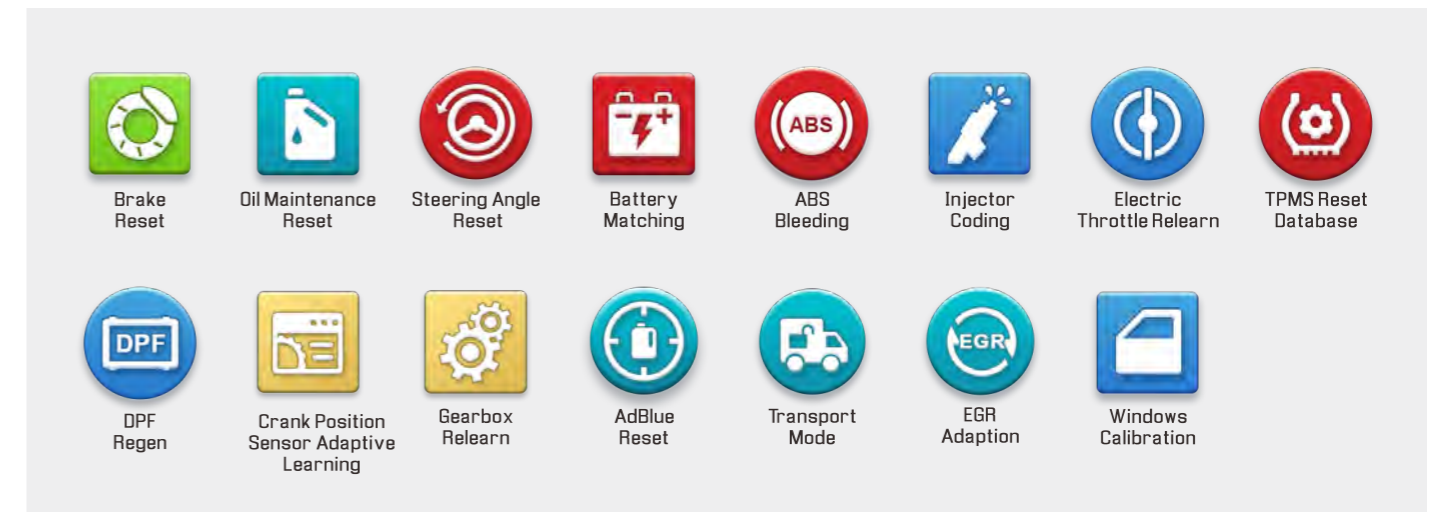 ABS
Brake
Reset
Oil Maintenance
Reset
Steering Angle
Reset
Battery
Matching
ABS
Bleeding
Injector
Coding
Electric
Throttle Relearn
TPMS Reset
Database
DPF
EGR
DPF
Regen
Crank Position
Sensor Adaptive
Learning
Gearbox
Relearn
AdBlue
Reset
Transport
Mode
EGR
Adaption
Windows
Calibration